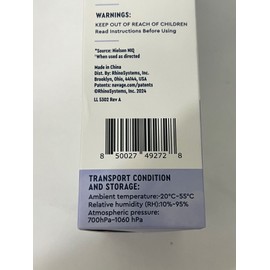 WARNINGS:
KEEP OUT OF REACH OF CHILDREN
Read Instructions Before Using
*Source: Nielsen NIQ
^When used as directed
Made in China
Dist. By: RhinoSystems, Inc.
Brooklyn, Ohio, 44144, USA
Patents: navage.com/patents
©RhinoSystems, Inc. 2024
LL 5302 Rev A
8 50027 49272 8
TRANSPORT CONDITION
AND STORAGE:
Ambient temperature:-20°C~55°C
Relative humidity (RH):10%~95%
Atmospheric pressure:
700hPa~1060 hPa